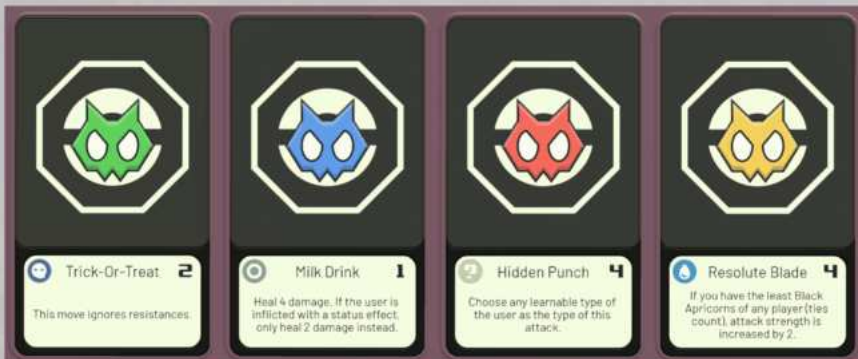 Trick-Or-Treat 2
This move ignores resistances.
Milk Drink 1
Heal 4 damage. If the user is
inflicted with a status effect,
only heal 2 damage instead.
Hidden Punch 4
Choose any learnable type of
the user as the type of this
attack.
Resolute Blade 4
If you have the least Black
Apricorns of any player (ties
count), attack strength is
increased by 2.